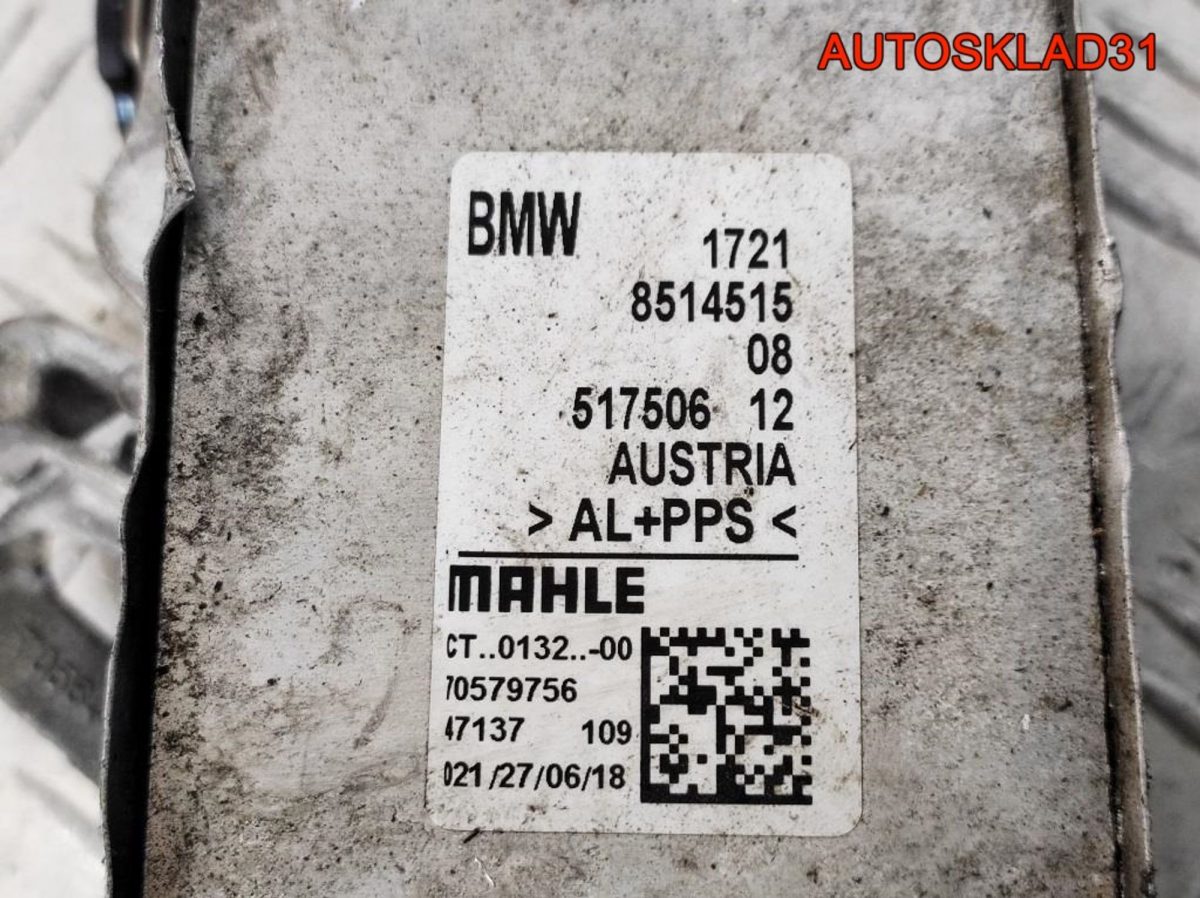 AUTOSKLAD31
BMW
1721
8514515
08
517506 12
AUSTRIA
> AL+PPS <
MAHLE
CT..0132..-00
70579756
47137 109
021/27/06/18